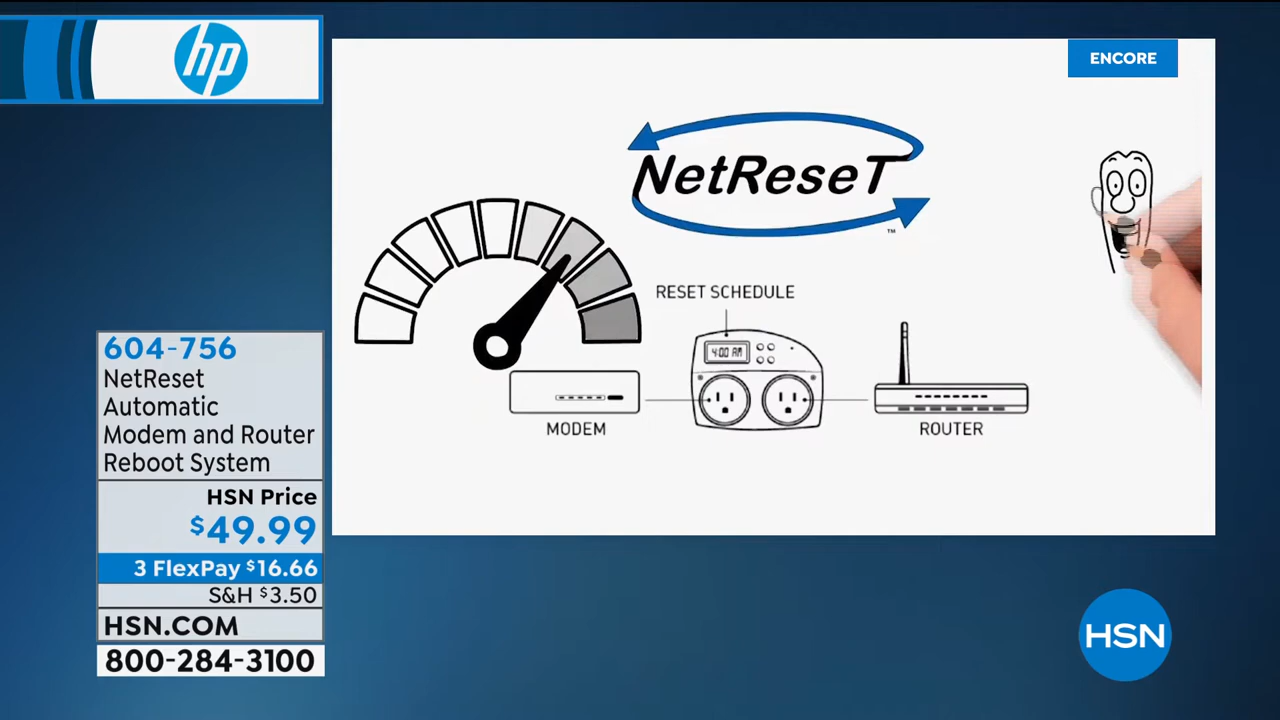 hp
ENCORE
NetReseT
™
RESET SCHEDULE
4:00 AM
MODEM
ROUTER
604-756
NetReset
Automatic
Modem and Router
Reboot System
HSN Price
$49.99
3 FlexPay $16.66
S&H $3.50
HSN.COM
800-284-3100
HSN